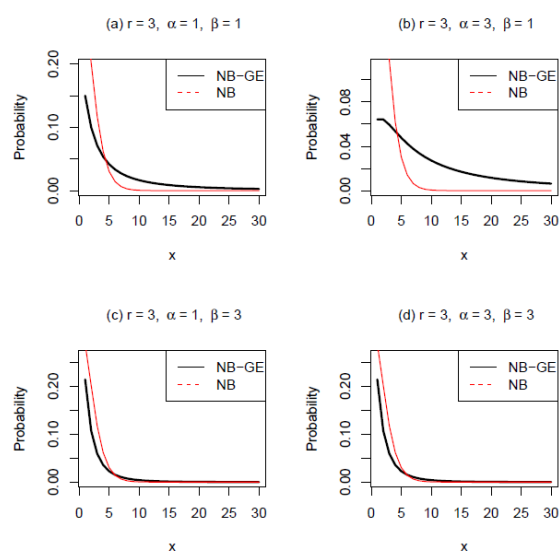 (a) r = 3, α = 1, β = 1
Probability
0.00 0.10 0.20
NB−GE
NB
0 5 10 15 20 25 30
x
(b) r = 3, α = 3, β = 1
Probability
0.00 0.04 0.08
NB−GE
NB
0 5 10 15 20 25 30
x
(c) r = 3, α = 1, β = 3
Probability
0.00 0.10 0.20
NB−GE
NB
0 5 10 15 20 25 30
x
(d) r = 3, α = 3, β = 3
Probability
0.00 0.10 0.20
NB−GE
NB
0 5 10 15 20 25 30
x